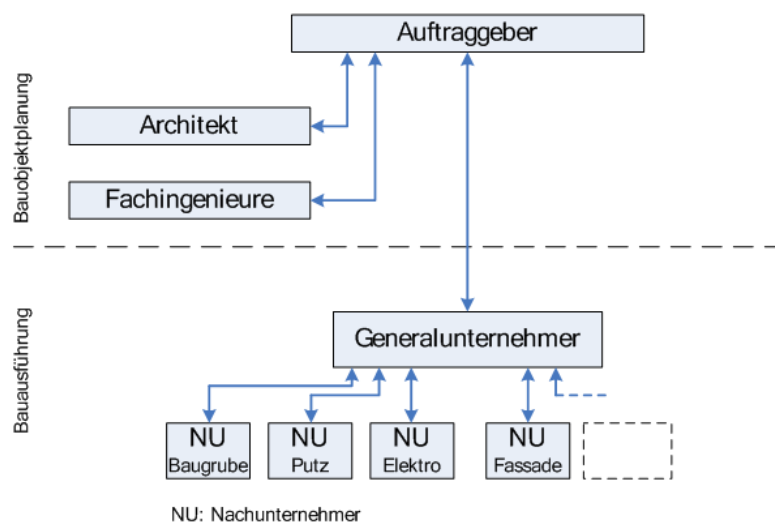 Auftraggeber
Architekt
Fachingenieure
Bauobjektplanung
Generalunternehmer
Bauausführung
NU
Baugrube
NU
Putz
NU
Elektro
NU
Fassade
NU: Nachunternehmer